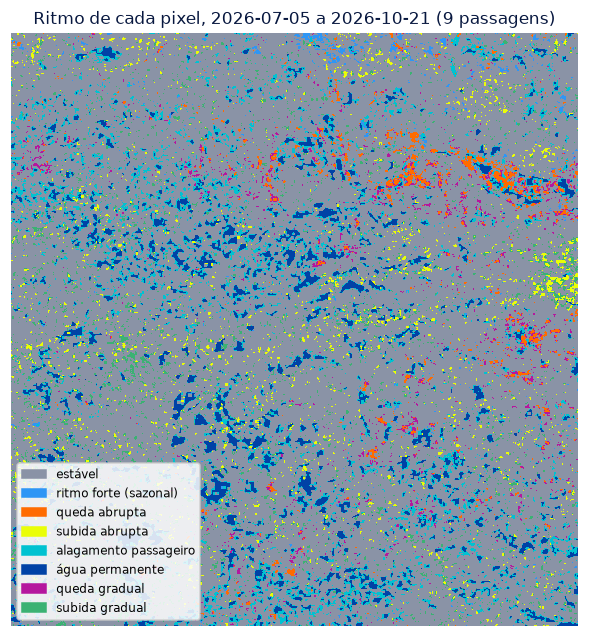 Ritmo de cada pixel, 2026-07-05 a 2026-10-21 (9 passagens)
estável
ritmo forte (sazonal)
queda abrupta
subida abrupta
alagamento passageiro
água permanente
queda gradual
subida gradual